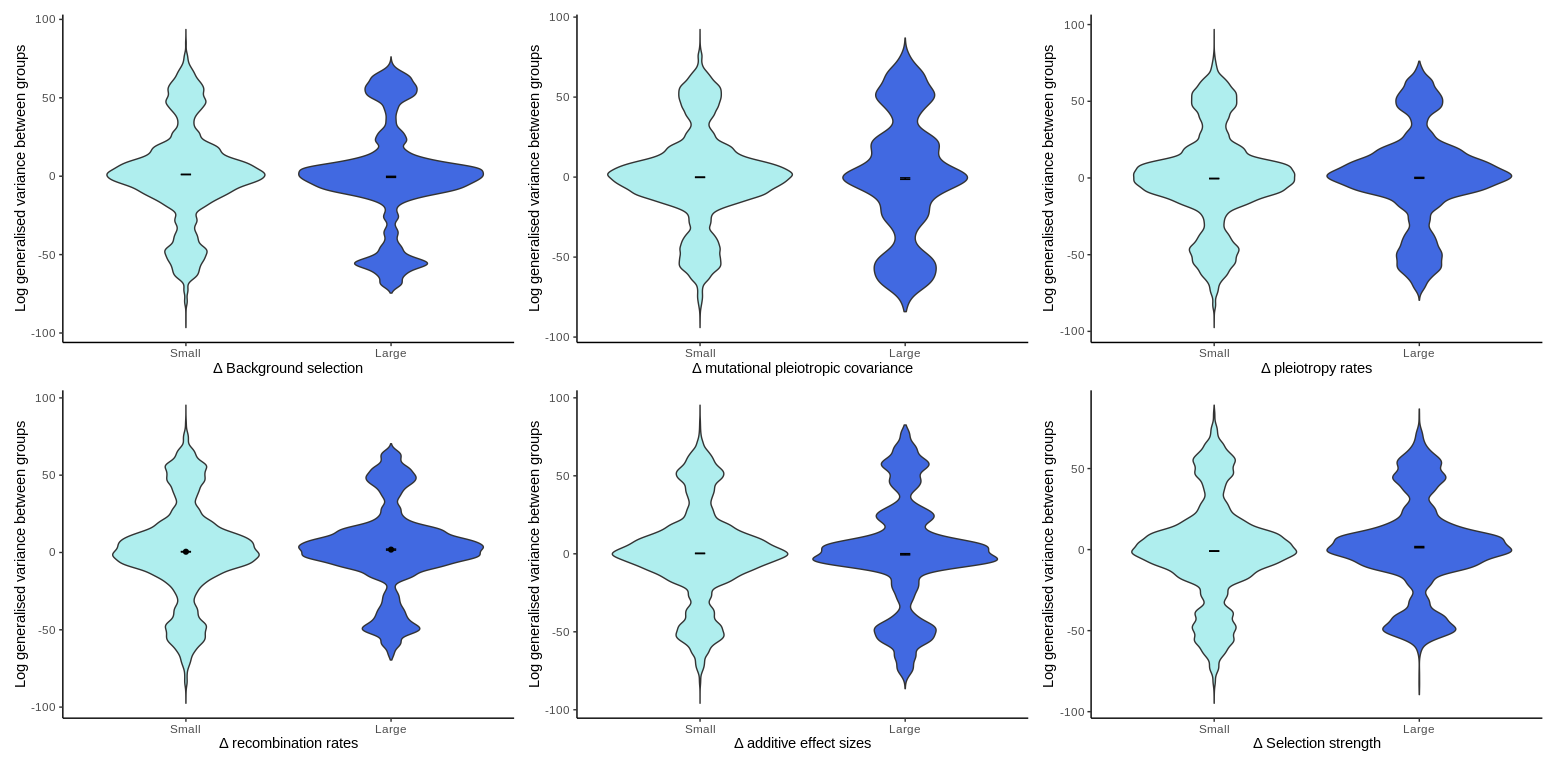 Log generalised variance between groups
100
50
0
-50
-100
Small
Large
Δ Background selection
Log generalised variance between groups
100
50
0
-50
-100
Small
Large
Δ mutational pleiotropic covariance
Log generalised variance between groups
100
50
0
-50
-100
Small
Large
Δ pleiotropy rates
Log generalised variance between groups
100
50
0
-50
-100
Small
Large
Δ recombination rates
Log generalised variance between groups
100
50
0
-50
-100
Small
Large
Δ additive effect sizes
Log generalised variance between groups
50
0
-50
-100
Small
Large
Δ Selection strength